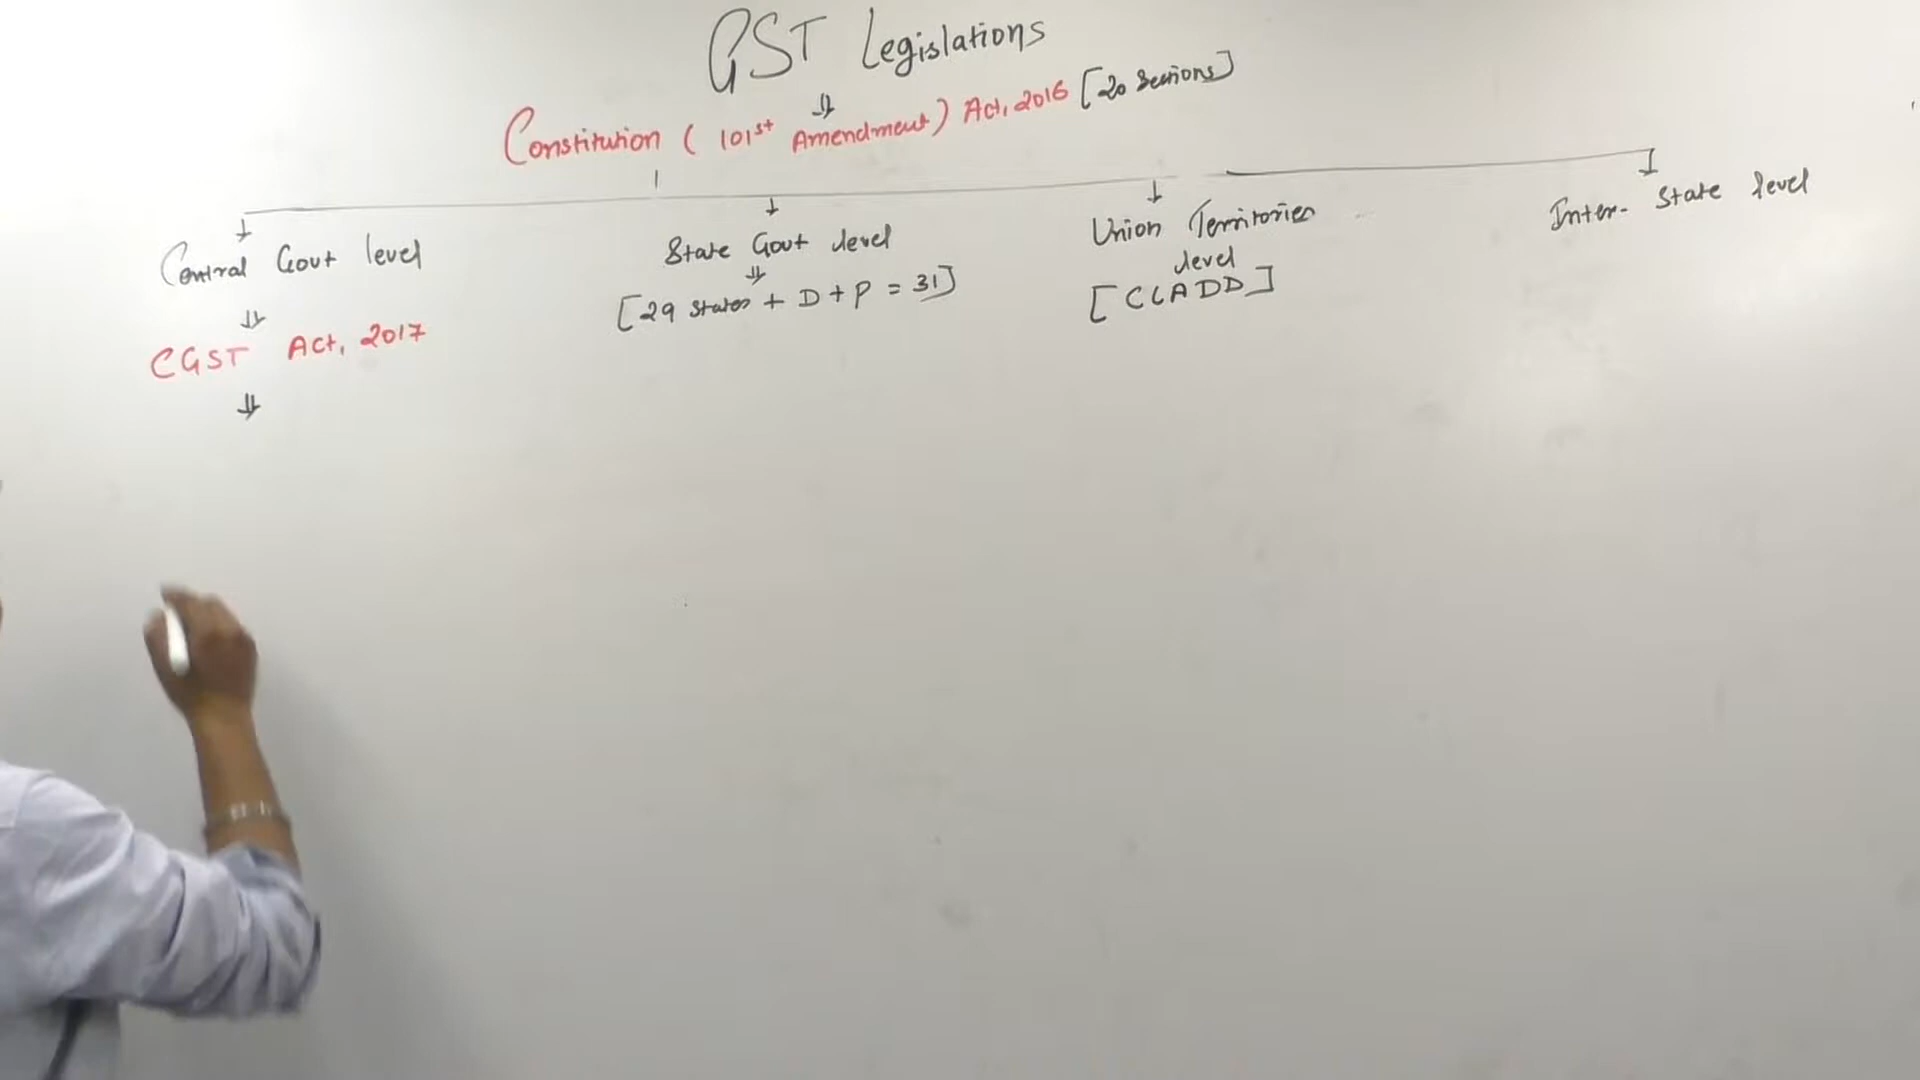 GST Legislations
Constitution (101st Amendment) Act, 2016 [20 Sections]
Central Govt level
State Govt level
Union Territories
level
Inter-State level
[29 States + D + P = 31]
[CLADD]
CGST Act, 2017